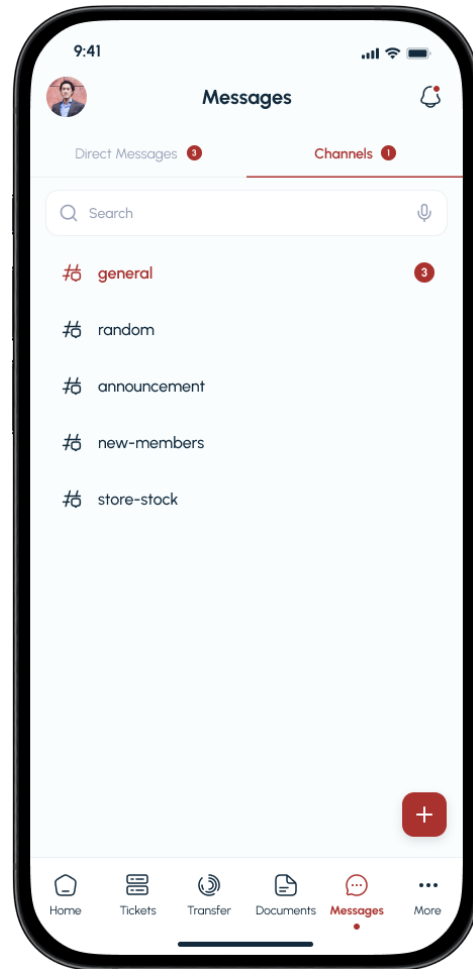 9:41
Messages
Direct Messages 3
Channels 1
Search
general 3
random
announcement
new-members
store-stock
Home Tickets Transfer Documents Messages More